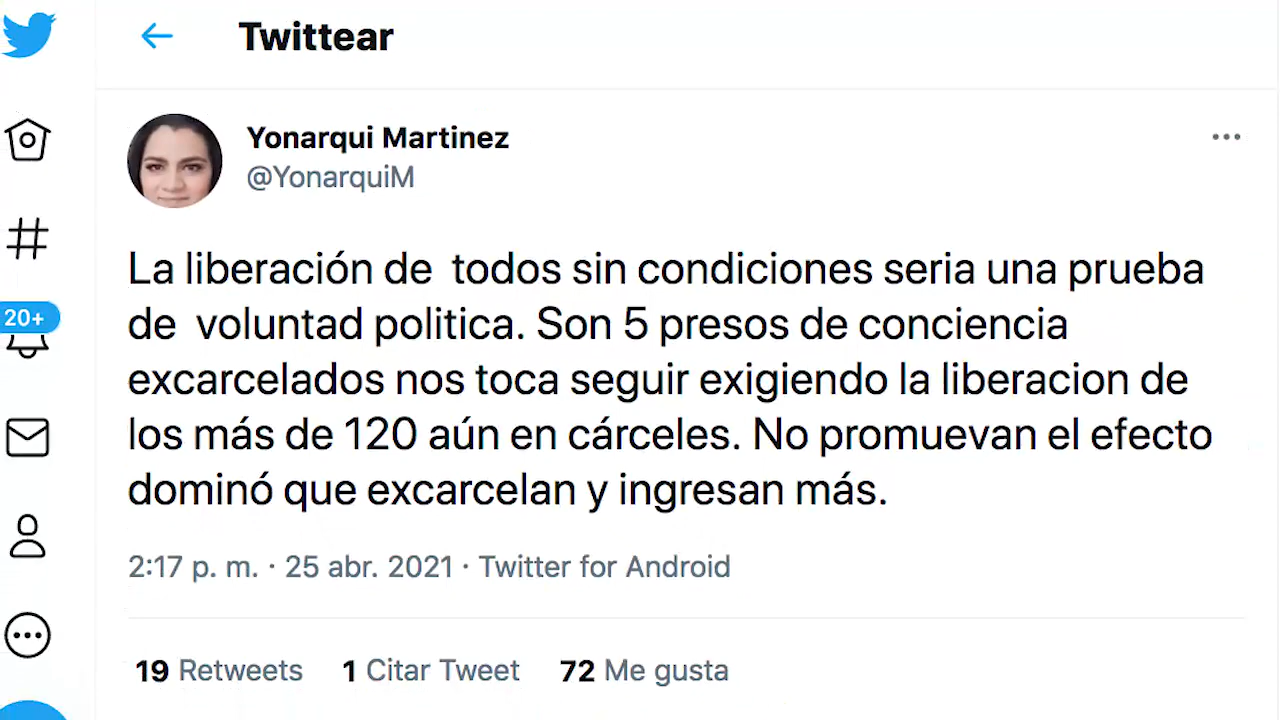 Twittear
Yonarqui Martinez
@YonarquiM
La liberación de  todos sin condiciones seria una prueba
de  voluntad politica. Son 5 presos de conciencia
excarcelados nos toca seguir exigiendo la liberacion de
los más de 120 aún en cárceles. No promuevan el efecto
dominó que excarcelan y ingresan más.
20+
2:17 p. m. · 25 abr. 2021 · Twitter for Android
19 Retweets 1 Citar Tweet 72 Me gusta